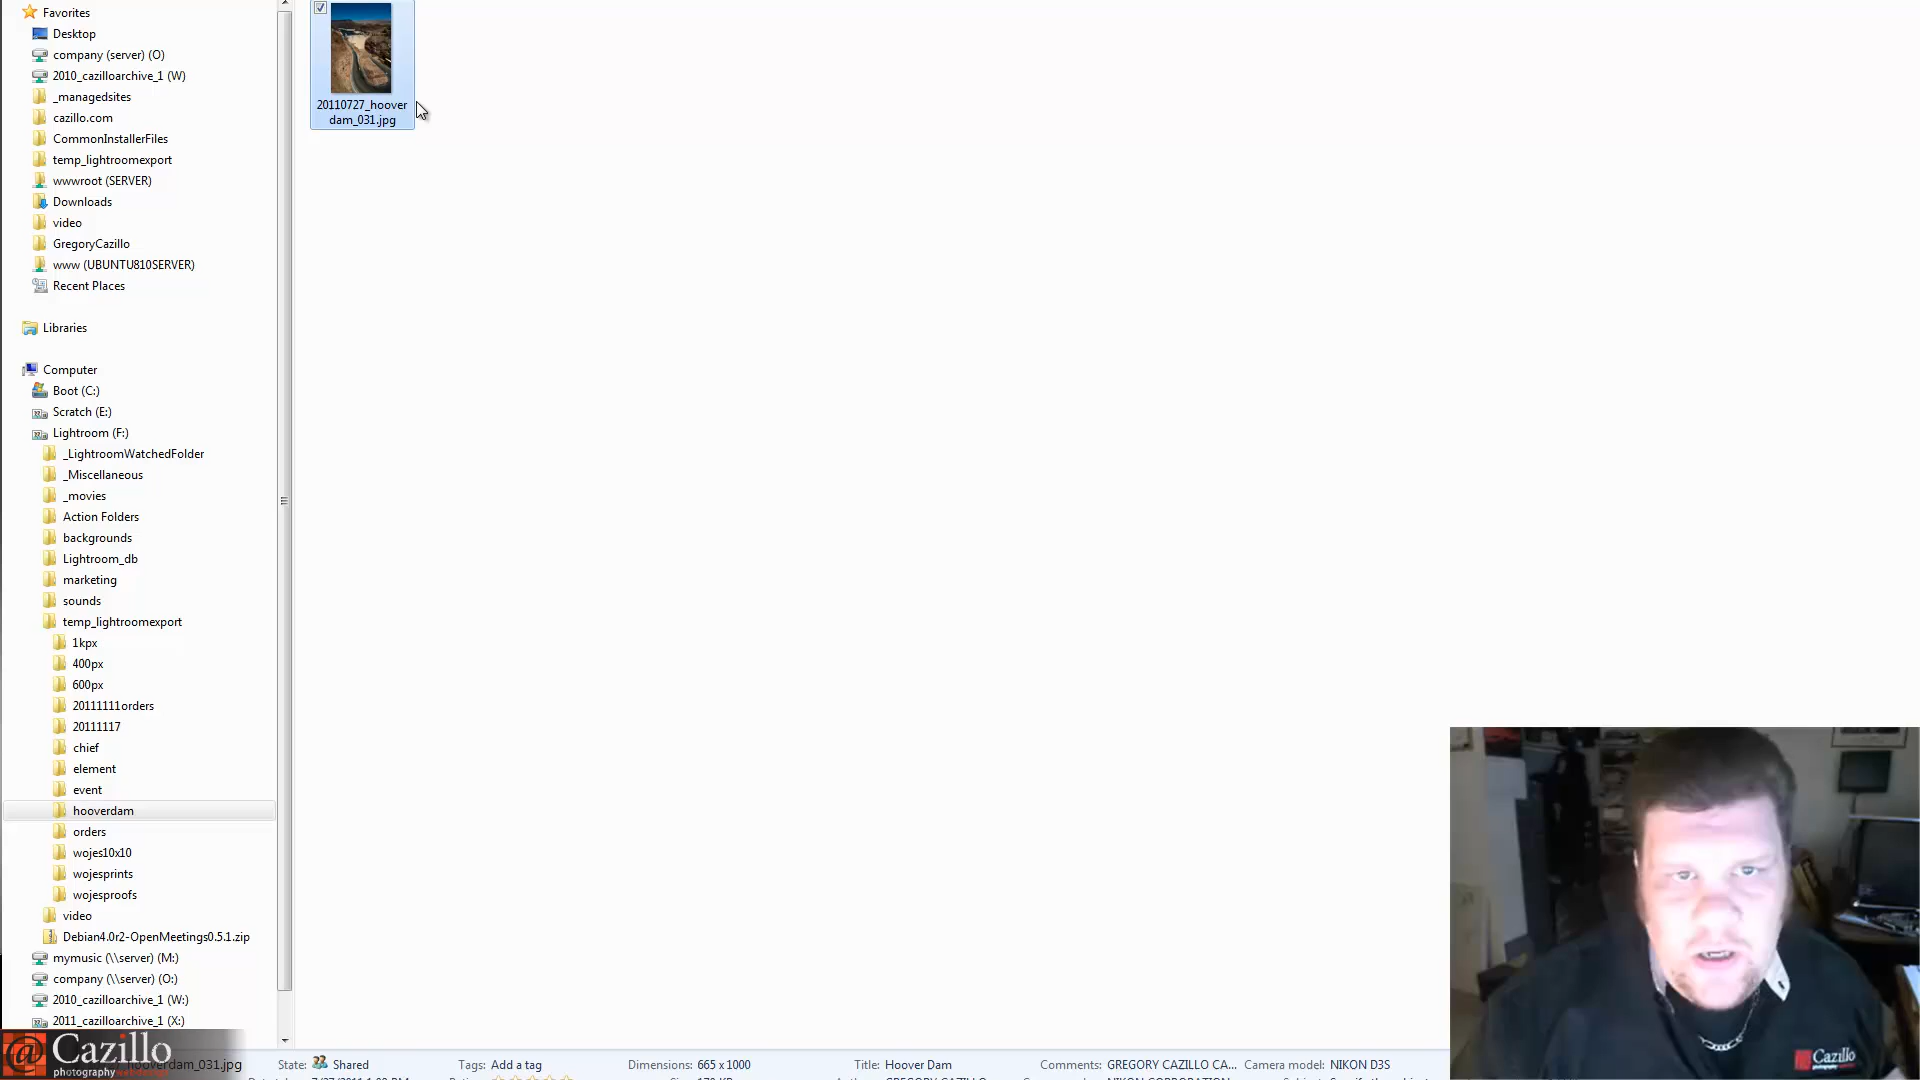 Favorites
Desktop
company (server) (O)
2010_cazilloarchive_1 (W)
_managedsites
cazillo.com
CommonInstallerFiles
temp_lightroomexport
wwwroot (SERVER)
Downloads
video
GregoryCazillo
www (UBUNTU810SERVER)
Recent Places
Libraries
Computer
Boot (C:)
Scratch (E:)
Lightroom (F:)
_LightroomWatchedFolder
_Miscellaneous
_movies
Action Folders
backgrounds
Lightroom_db
marketing
sounds
temp_lightroomexport
1kpx
400px
600px
20111111orders
20111117
chief
element
event
hooverdam
orders
wojes10x10
wojesprints
wojesproofs
video
Debian4.0r2-OpenMeetings0.5.1.zip
mymusic (\\server) (M:)
company (\\server) (O:)
2010_cazilloarchive_1 (W:)
2011_cazilloarchive_1 (X:)
20110727_hoover
dam_031.jpg
@Cazillo
photography
hooverdam_031.jpg
State: Shared
Tags: Add a tag
Dimensions: 665 x 1000
Title: Hoover Dam
Comments: GREGORY CAZILLO CA...
Camera model: NIKON D3S
Cazillo